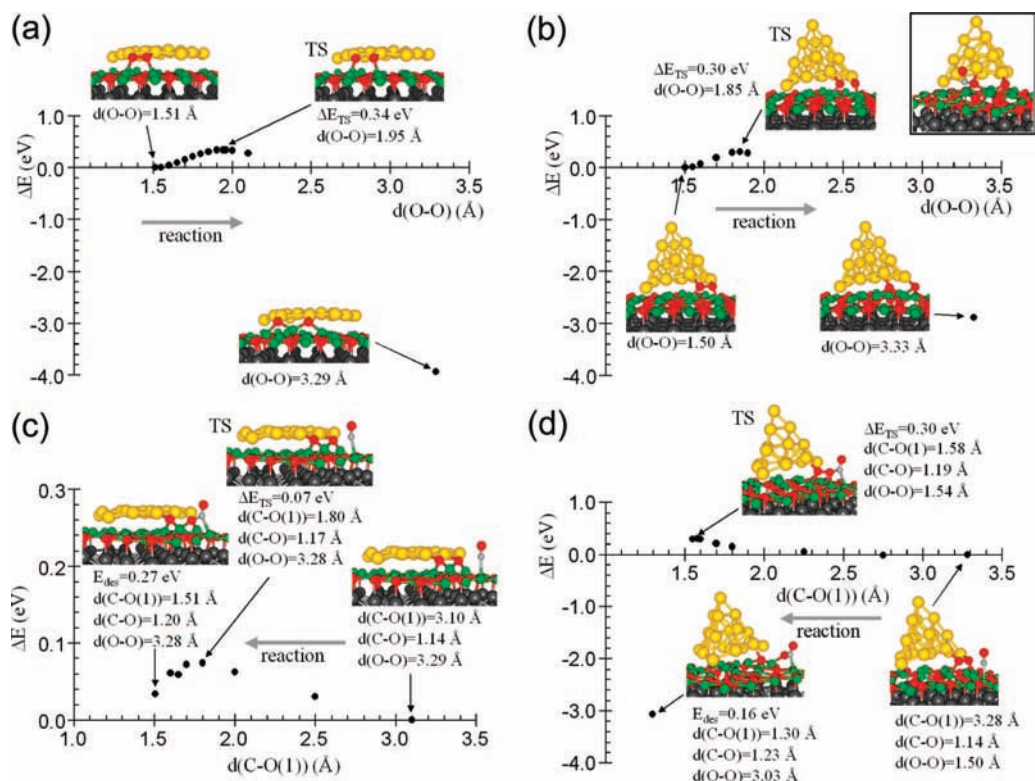 (a)
TS
d(O-O)=1.51 Å
ΔE_TS=0.34 eV
d(O-O)=1.95 Å
1.0
0.0
-1.0
-2.0
-3.0
-4.0
ΔE (eV)
1.0
1.5
2.0
2.5
3.0
3.5
d(O-O) (Å)
reaction
d(O-O)=3.29 Å
(b)
TS
ΔE_TS=0.30 eV
d(O-O)=1.85 Å
1.0
0.0
-1.0
-2.0
-3.0
-4.0
ΔE (eV)
1.5
2.0
2.5
3.0
3.5
d(O-O) (Å)
reaction
d(O-O)=1.50 Å
d(O-O)=3.33 Å
(c)
TS
ΔE_TS=0.07 eV
d(C-O(1))=1.80 Å
d(C-O)=1.17 Å
d(O-O)=3.28 Å
E_des=0.27 eV
d(C-O(1))=1.51 Å
d(C-O)=1.20 Å
d(O-O)=3.28 Å
d(C-O(1))=3.10 Å
d(C-O)=1.14 Å
d(O-O)=3.29 Å
reaction
0.3
0.2
0.1
0.0
ΔE (eV)
1.0
1.5
2.0
2.5
3.0
3.5
d(C-O(1)) (Å)
(d)
TS
ΔE_TS=0.30 eV
d(C-O(1)=1.58 Å
d(C-O)=1.19 Å
d(O-O)=1.54 Å
1.0
0.0
-1.0
-2.0
-3.0
-4.0
ΔE (eV)
1.0
1.5
2.0
2.5
3.0
3.5
d(C-O(1)) (Å)
reaction
E_des=0.16 eV
d(C-O(1))=1.30 Å
d(C-O)=1.23 Å
d(O-O)=3.03 Å
d(C-O(1))=3.28 Å
d(C-O)=1.14 Å
d(O-O)=1.50 Å